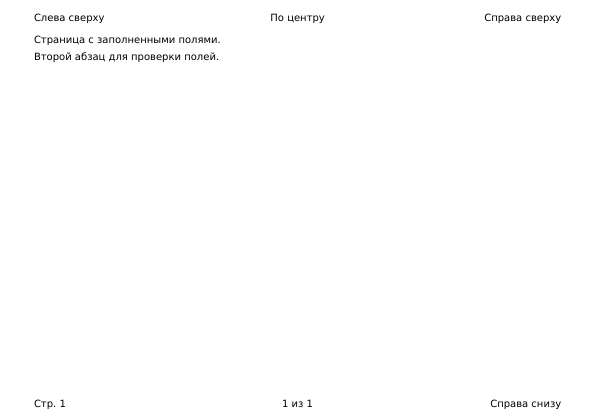 Слева сверху По центру Справа сверху
Страница с заполненными полями.
Второй абзац для проверки полей.
Стр. 1 1 из 1 Справа снизу